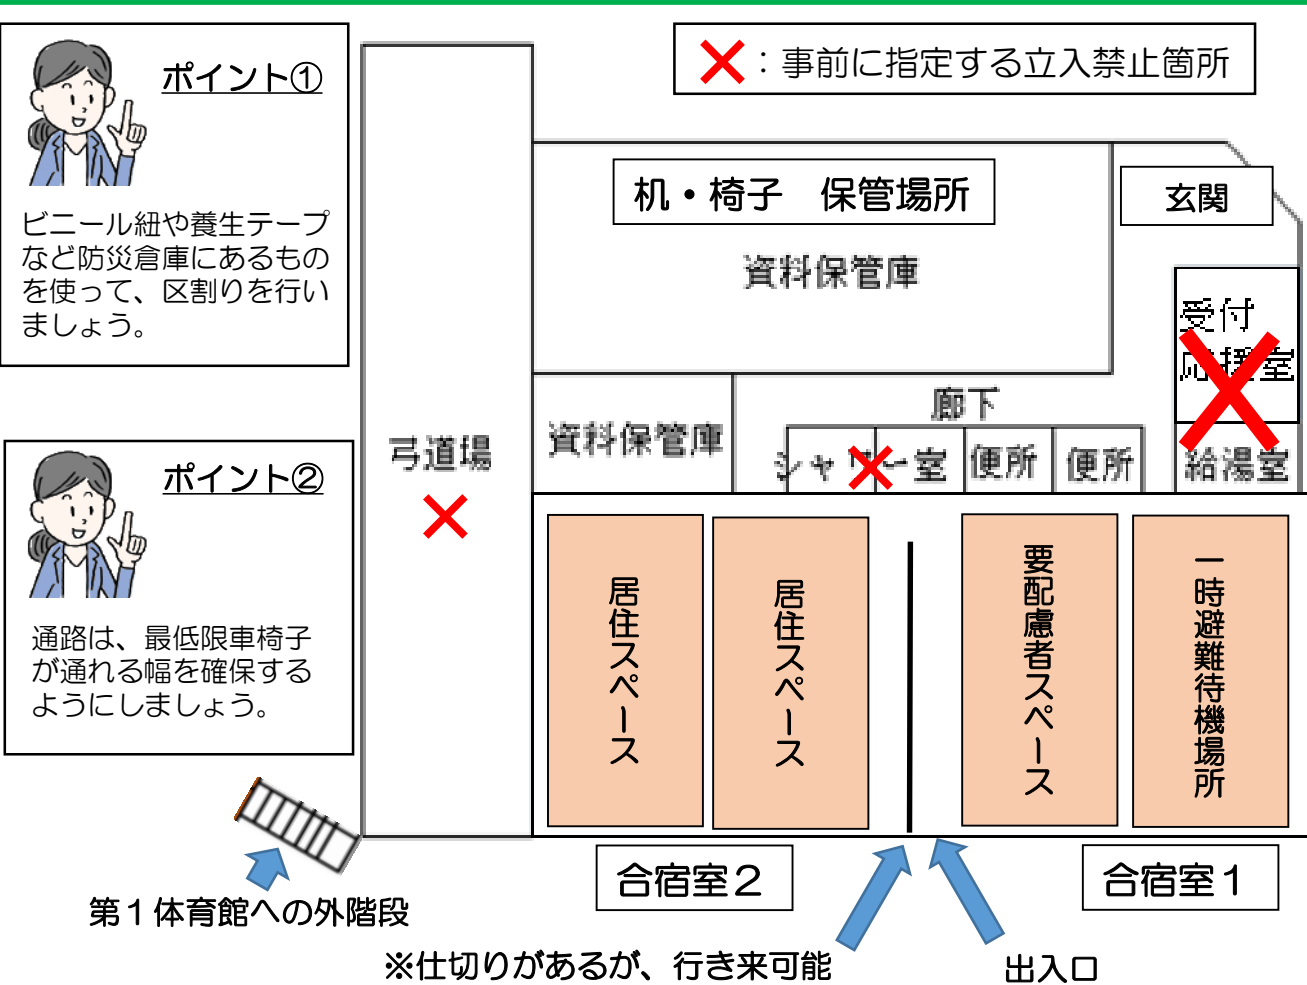 ポイント①
ビニール紐や養生テープ
など防災倉庫にあるもの
を使って、区割りを行い
ましょう。
ポイント②
通路は、最低限車椅子
が通れる幅を確保する
ようにしましょう。
：事前に指定する立入禁止箇所
机・椅子　保管場所
玄関
資料保管庫
受付
応援室
廊下
弓道場
資料保管庫
シャワー室
便所
便所
給湯室
居住スペース
居住スペース
要配慮者スペース
一時避難待機場所
合宿室２
合宿室１
第１体育館への外階段
※仕切りがあるが、行き来可能
出入口